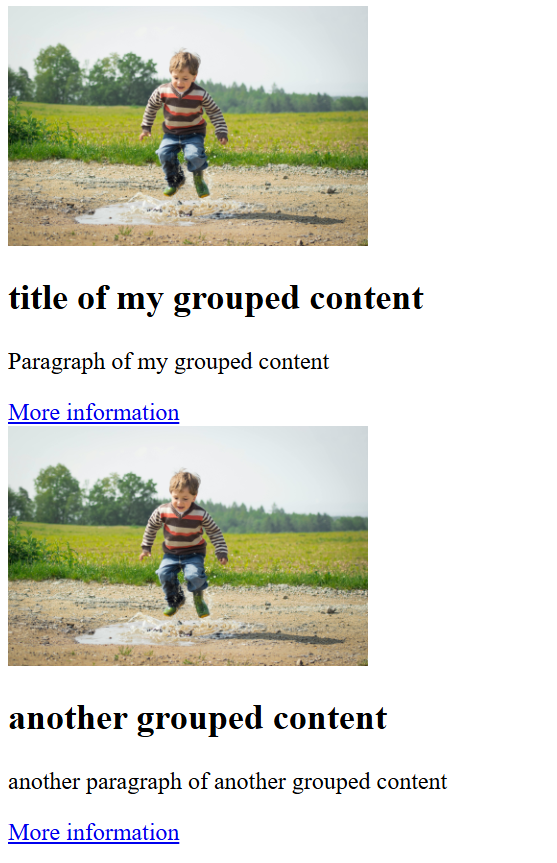 title of my grouped content
Paragraph of my grouped content
More information
another grouped content
another paragraph of another grouped content
More information